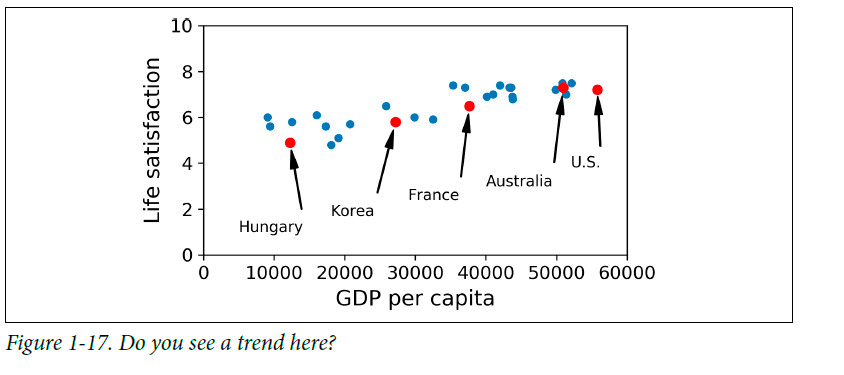 10
8
6
4
2
0
Life satisfaction
Hungary
Korea
France
Australia
U.S.
0 10000 20000 30000 40000 50000 60000
GDP per capita
Figure 1-17. Do you see a trend here?